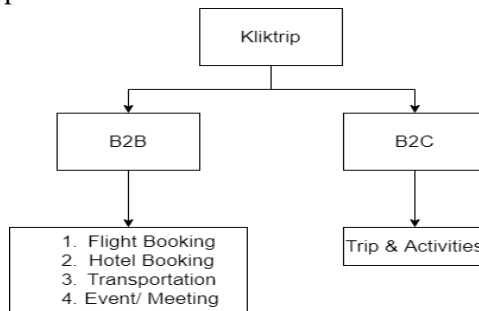 Kliktrip
B2B
B2C
1. Flight Booking
2. Hotel Booking
3. Transportation
4. Event/ Meeting
Trip & Activities